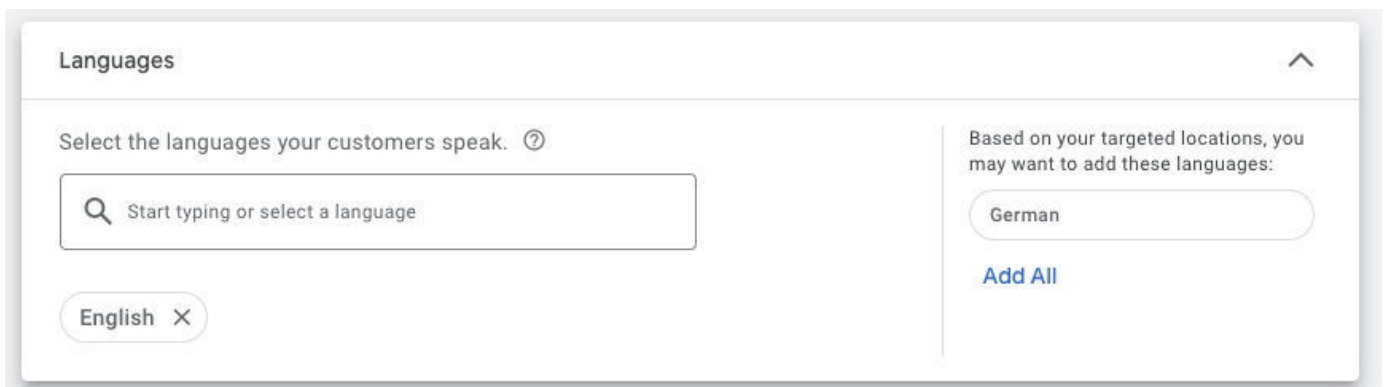 Languages
Select the languages your customers speak.
Start typing or select a language
English
Based on your targeted locations, you
may want to add these languages:
German
Add All